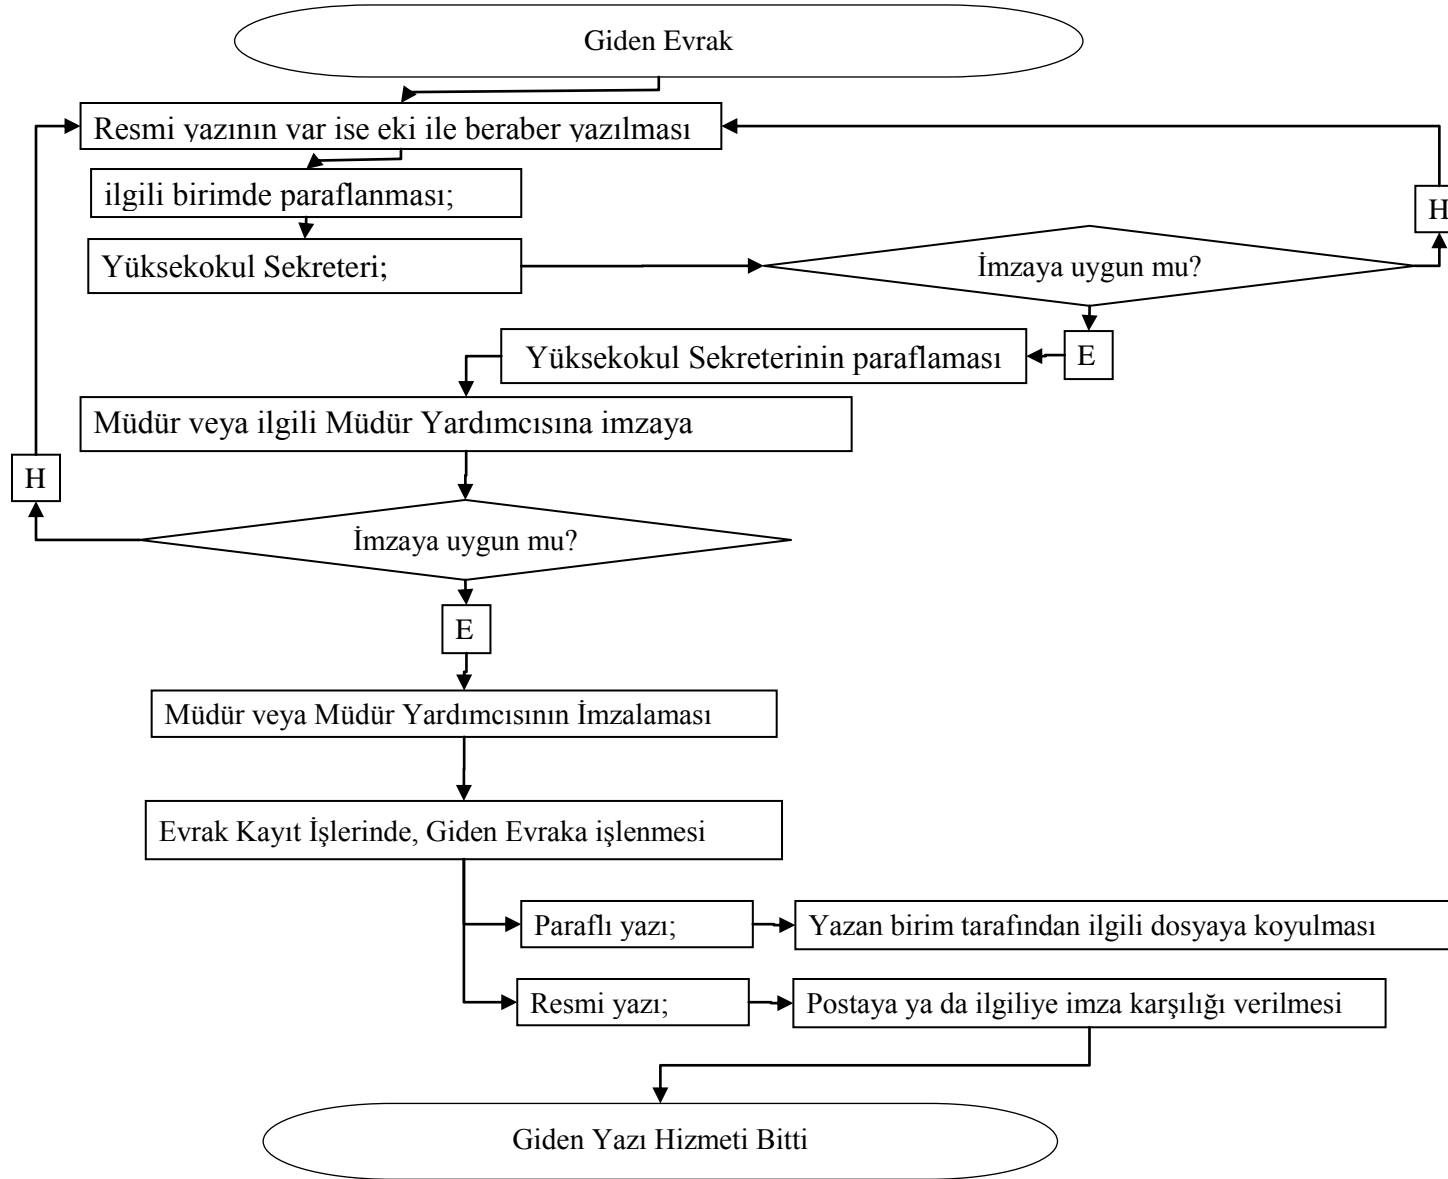 Giden Evrak
Resmi yazının var ise eki ile beraber yazılması
ilgili birimde paraflanması;
H
Yüksekokul Sekreteri;
İmzaya uygun mu?
Yüksekokul Sekreterinin paraflaması
E
Müdür veya ilgili Müdür Yardımcısına imzaya
H
İmzaya uygun mu?
E
Müdür veya Müdür Yardımcısının İmzalaması
Evrak Kayıt İşlerinde, Giden Evraka işlenmesi
Paraflı yazı;
Yazan birim tarafından ilgili dosyaya koyulması
Resmi yazı;
Postaya ya da ilgiliye imza karşılığı verilmesi
Giden Yazı Hizmeti Bitti